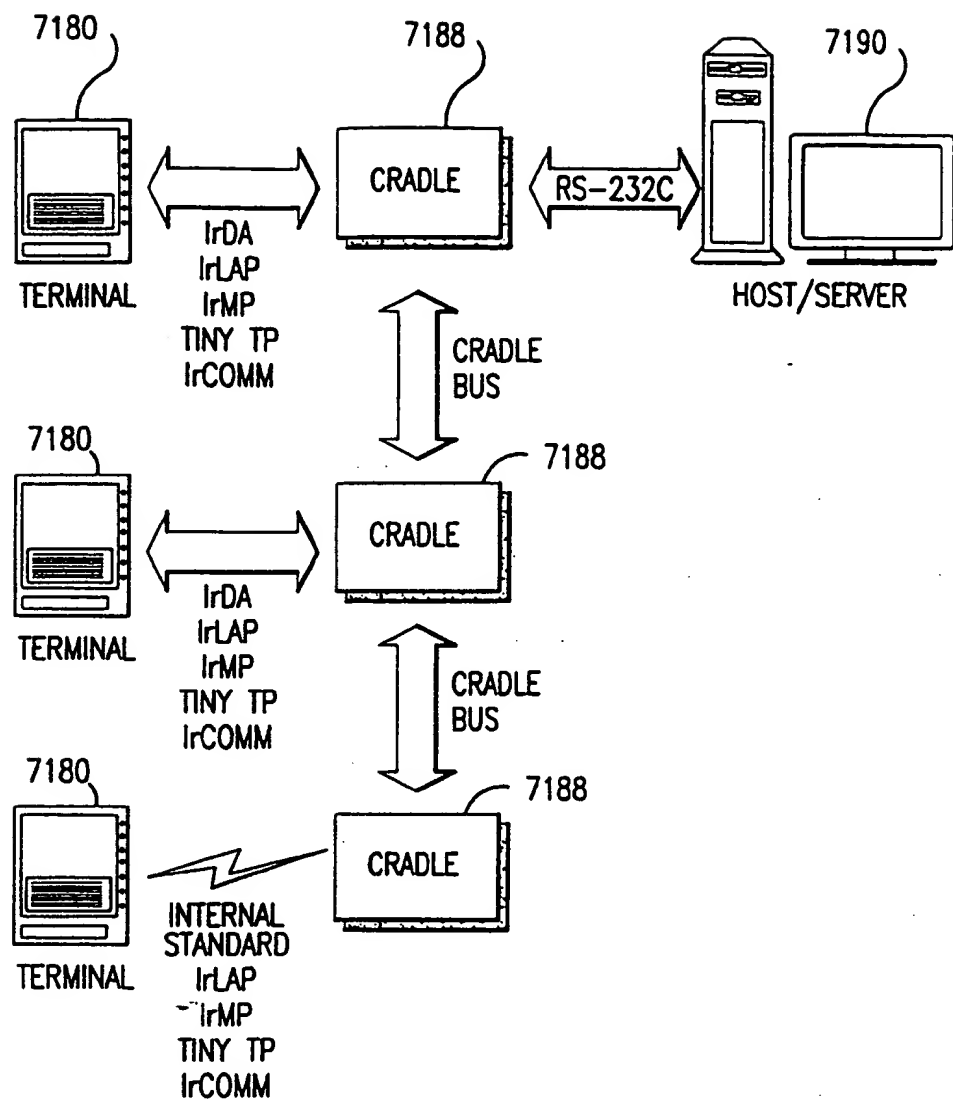 7180
7188
7190
CRADLE
RS-232C
IrDA
IrLAP
IrMP
TINY TP
IrCOMM
TERMINAL
HOST/SERVER
CRADLE
BUS
7180
7188
CRADLE
IrDA
IrLAP
IrMP
TINY TP
IrCOMM
TERMINAL
CRADLE
BUS
7180
7188
CRADLE
INTERNAL
STANDARD
IrLAP
IrMP
TINY TP
IrCOMM
TERMINAL